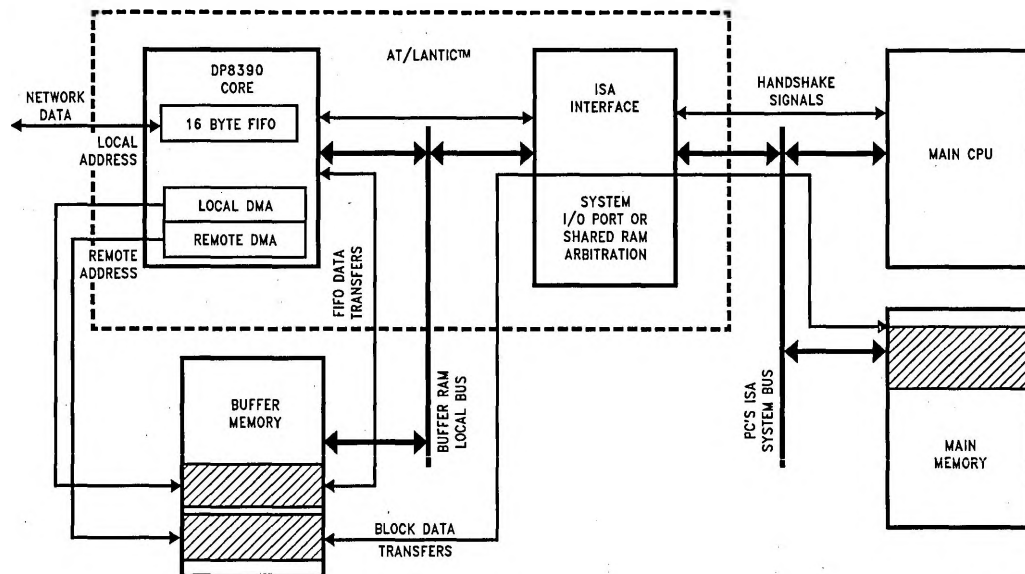 AT/LANTIC™
DP8390
CORE
16 BYTE FIFO
LOCAL DMA
REMOTE DMA
NETWORK
DATA
LOCAL
ADDRESS
REMOTE
ADDRESS
FIFO DATA
TRANSFERS
ISA
INTERFACE
SYSTEM
I/O PORT OR
SHARED RAM
ARBITRATION
HANDSHAKE
SIGNALS
MAIN CPU
BUFFER
MEMORY
BUFFER RAM
LOCAL BUS
BLOCK DATA
TRANSFERS
PC'S ISA
SYSTEM BUS
MAIN
MEMORY